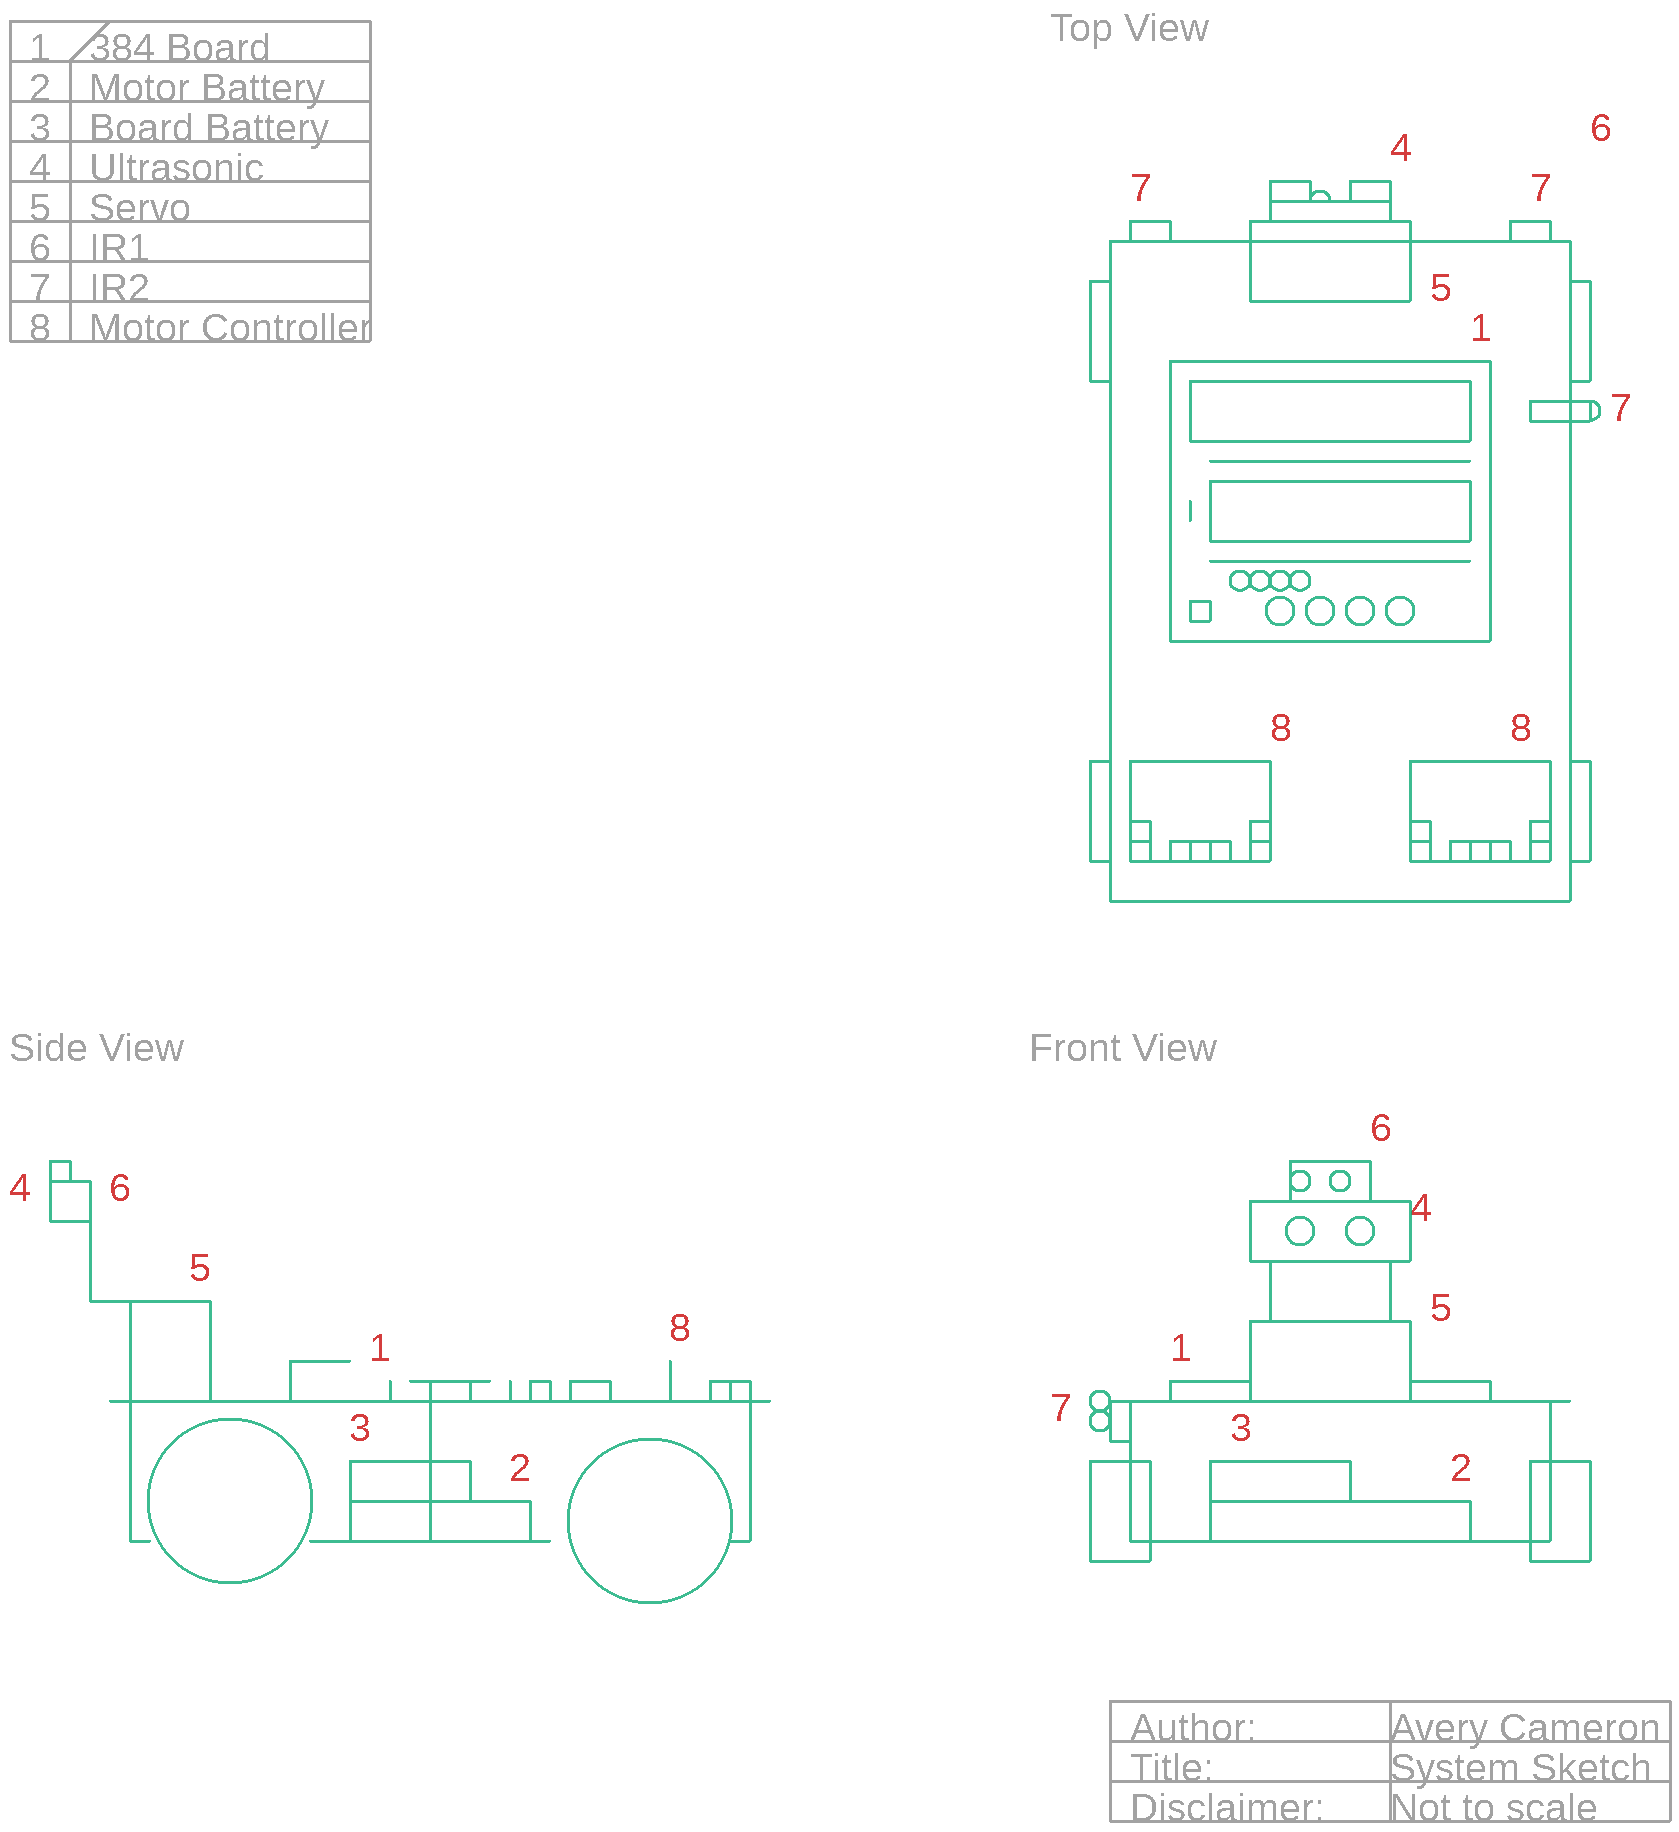 1 384 Board
2 Motor Battery
3 Board Battery
4 Ultrasonic
5 Servo
6 IR1
7 IR2
8 Motor Controller
Top View
6
4
7 7
5
1
7
8 8
Side View
4 6
5
8
1
3
2
Front View
6
4
5
1
7
3
2
Author: Avery Cameron
Title: System Sketch
Disclaimer: Not to scale